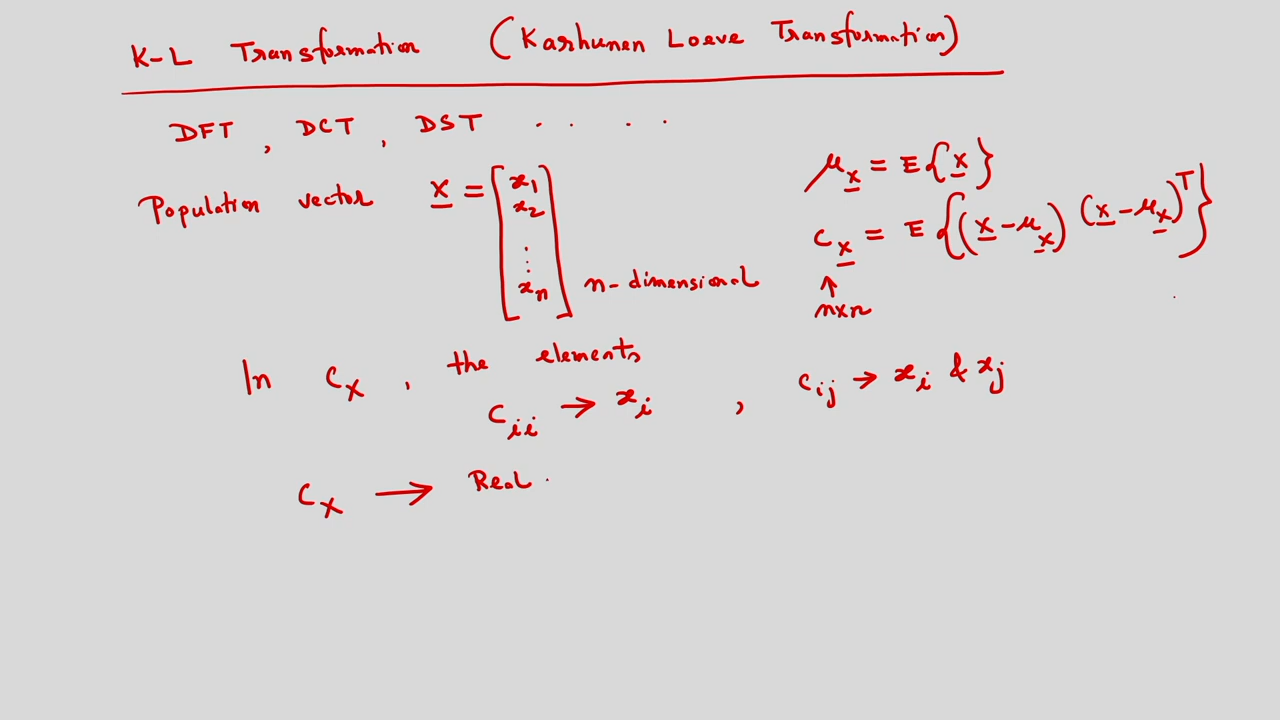 K-L Transformation (Karhunen Loeve Transformation)
DFT, DCT, DST . . . .
Population vector x = [x1 x2 ⋮ xn] n-dimensional
μx = E{x}
Cx = E{(x-μx) (x-μx)^T}
↑
nxn
In Cx, the elements
Cii → xi , Cij → xi & xj
Cx → Real.